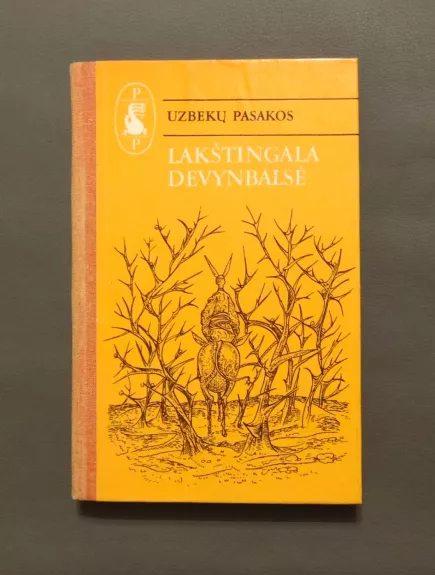 P
P
UZBEKŲ PASAKOS
LAKŠTINGALA
DEVYNBALSĖ